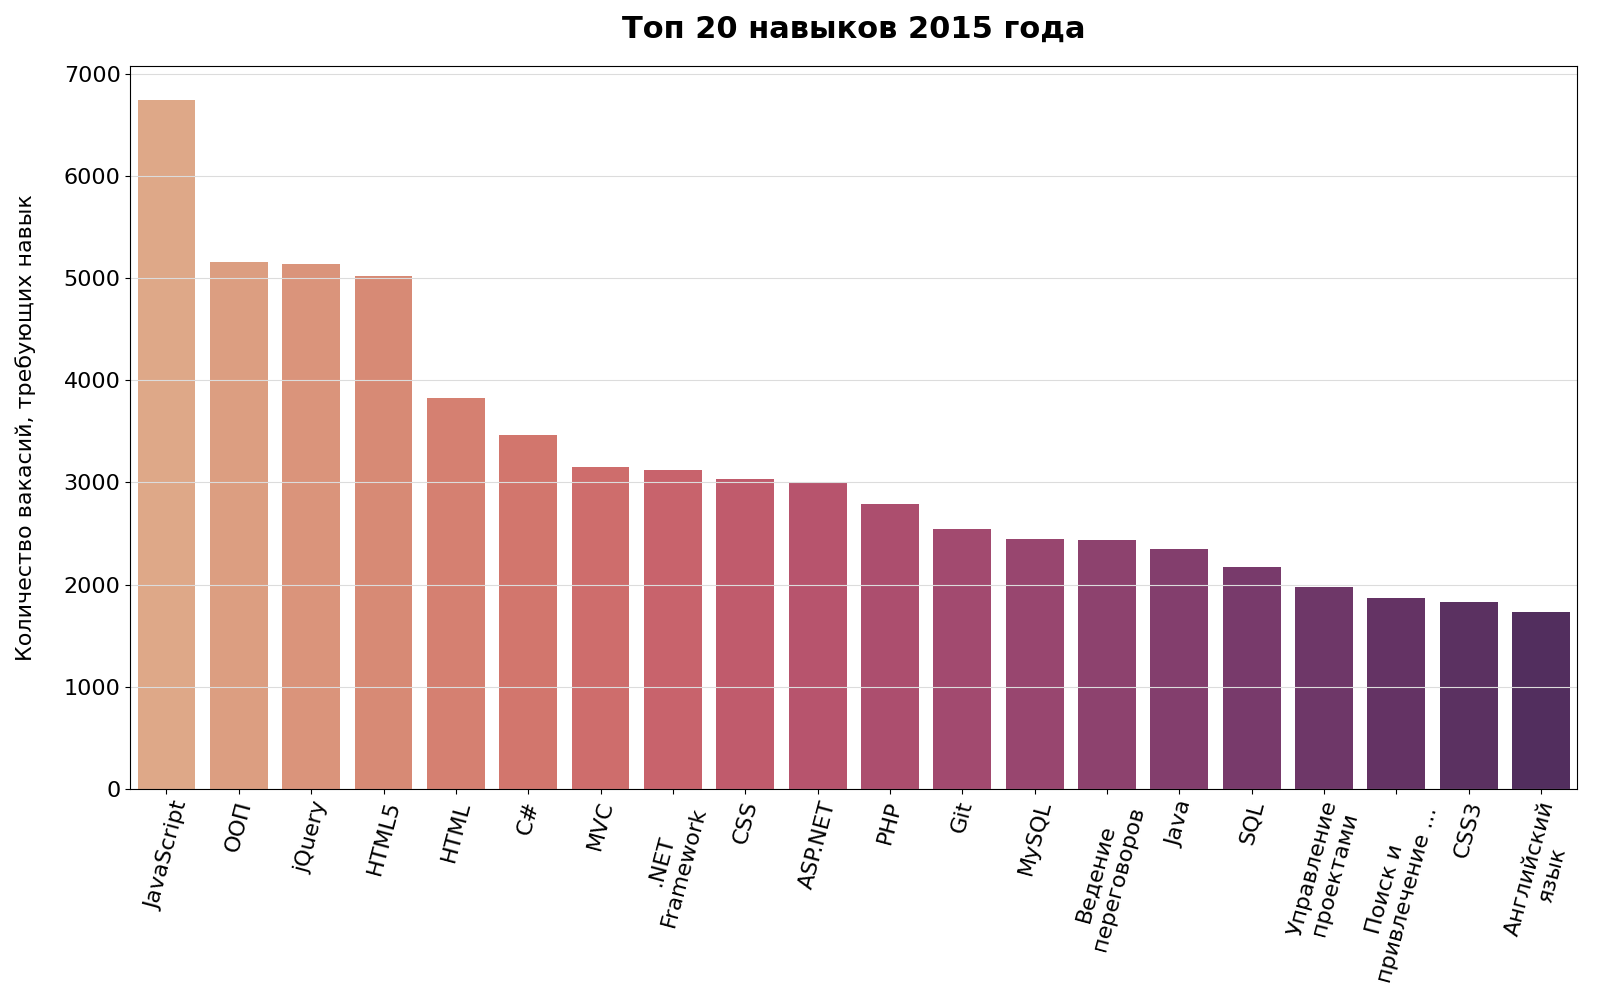 Топ 20 навыков 2015 года
Количество вакасий, требующих навык
7000
6000
5000
4000
3000
2000
1000
0
JavaScript
ООП
jQuery
HTML5
HTML
C#
MVC
.NET
Framework
CSS
ASP.NET
PHP
Git
MySQL
Ведение
переговоров
Java
SQL
Управление
проектами
Поиск и
привлечение ...
CSS3
Английский
язык